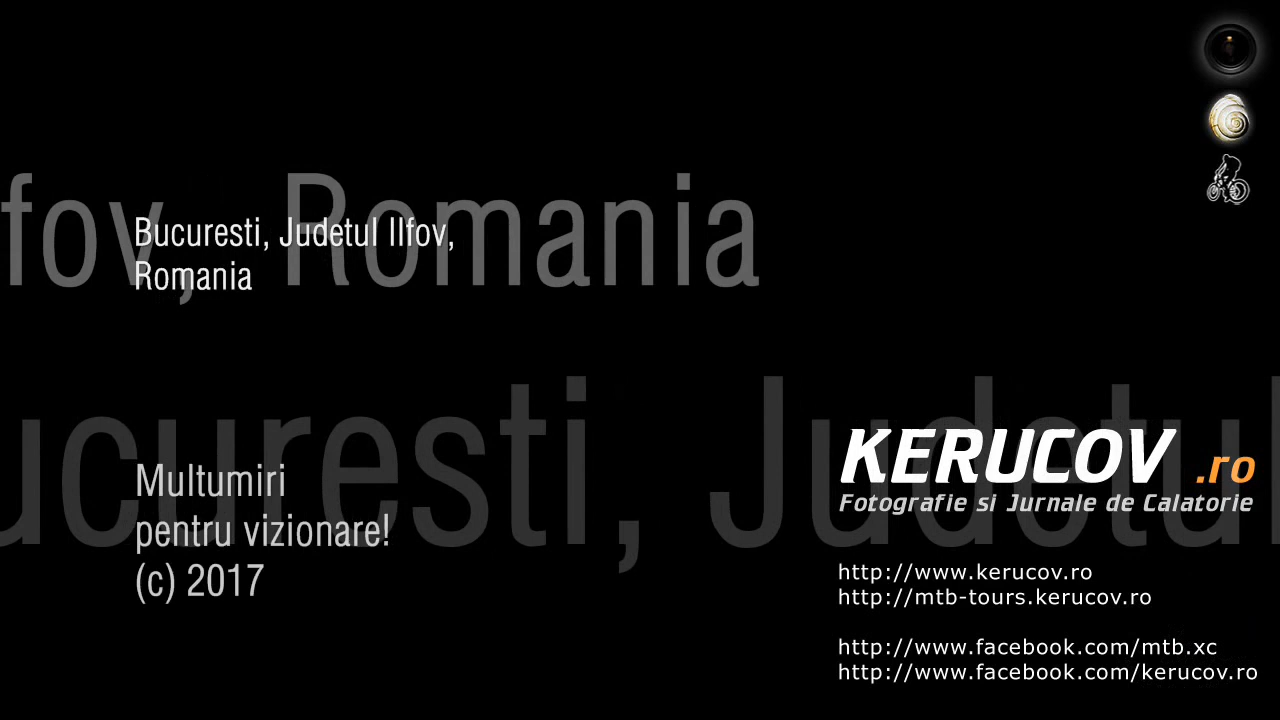 lfov, Romania
Bucuresti, Judetul Ilfov,
Romania
ucuresti, Judetul
Multumiri
pentru vizionare!
(c) 2017
KERUCOV .ro
Fotografie si Jurnale de Calatorie
http://www.kerucov.ro
http://mtb-tours.kerucov.ro
http://www.facebook.com/mtb.xc
http://www.facebook.com/kerucov.ro